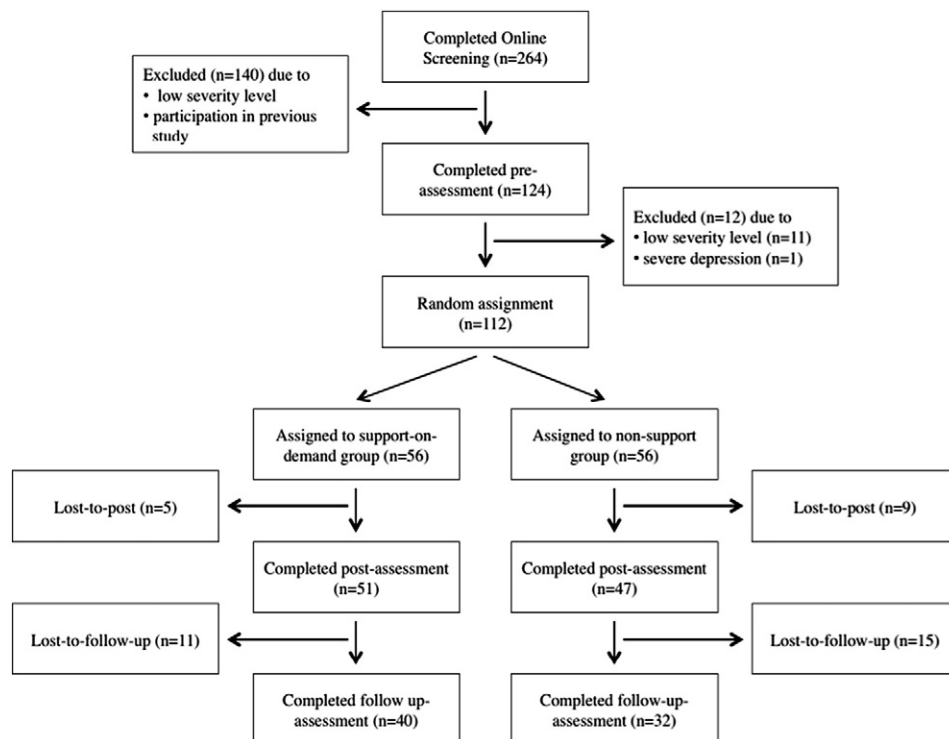 Completed Online
Screening (n=264)
Excluded (n=140) due to
• low severity level
• participation in previous
study
Completed pre-
assessment (n=124)
Excluded (n=12) due to
• low severity level (n=11)
• severe depression (n=1)
Random assignment
(n=112)
Assigned to support-on-
demand group (n=56)
Assigned to non-support
group (n=56)
Lost-to-post (n=5)
Lost-to-post (n=9)
Completed post-assessment
(n=51)
Completed post-assessment
(n=47)
Lost-to-follow-up (n=11)
Lost-to-follow-up (n=15)
Completed follow up-
assessment (n=40)
Completed follow-up-
assessment (n=32)